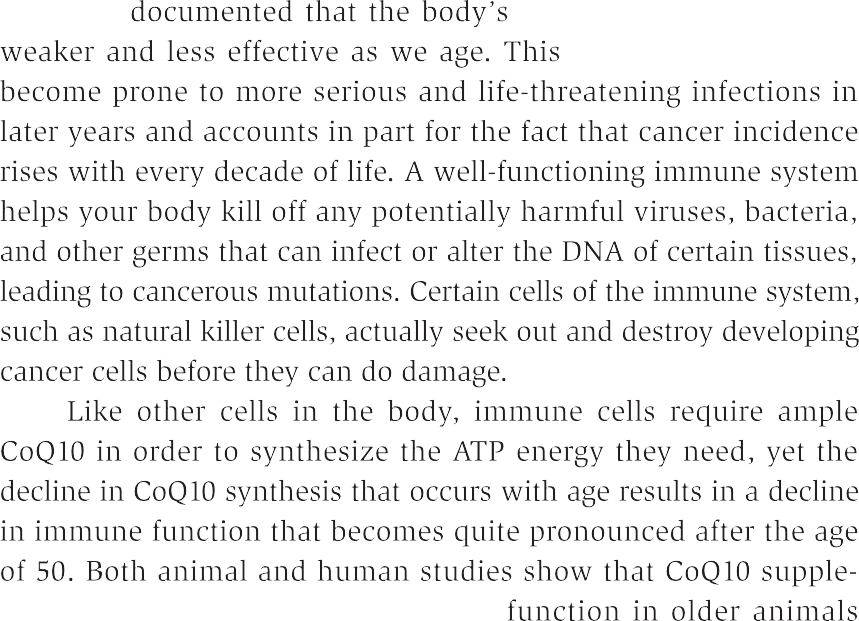 documented that the body's
weaker and less effective as we age. This
become prone to more serious and life-threatening infections in
later years and accounts in part for the fact that cancer incidence
rises with every decade of life. A well-functioning immune system
helps your body kill off any potentially harmful viruses, bacteria,
and other germs that can infect or alter the DNA of certain tissues,
leading to cancerous mutations. Certain cells of the immune system,
such as natural killer cells, actually seek out and destroy developing
cancer cells before they can do damage.
Like other cells in the body, immune cells require ample
CoQ10 in order to synthesize the ATP energy they need, yet the
decline in CoQ10 synthesis that occurs with age results in a decline
in immune function that becomes quite pronounced after the age
of 50. Both animal and human studies show that CoQ10 supple-
function in older animals